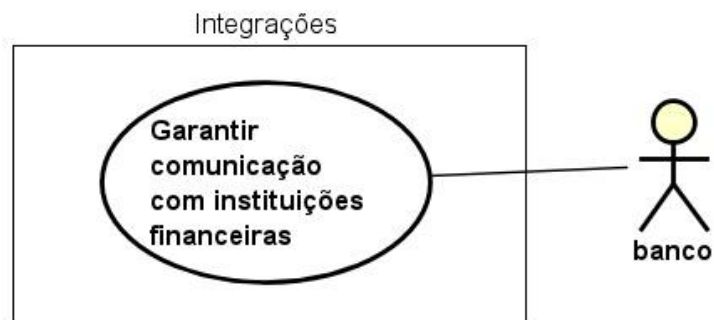 Integrações
Garantir
comunicação
com instituições
financeiras
banco